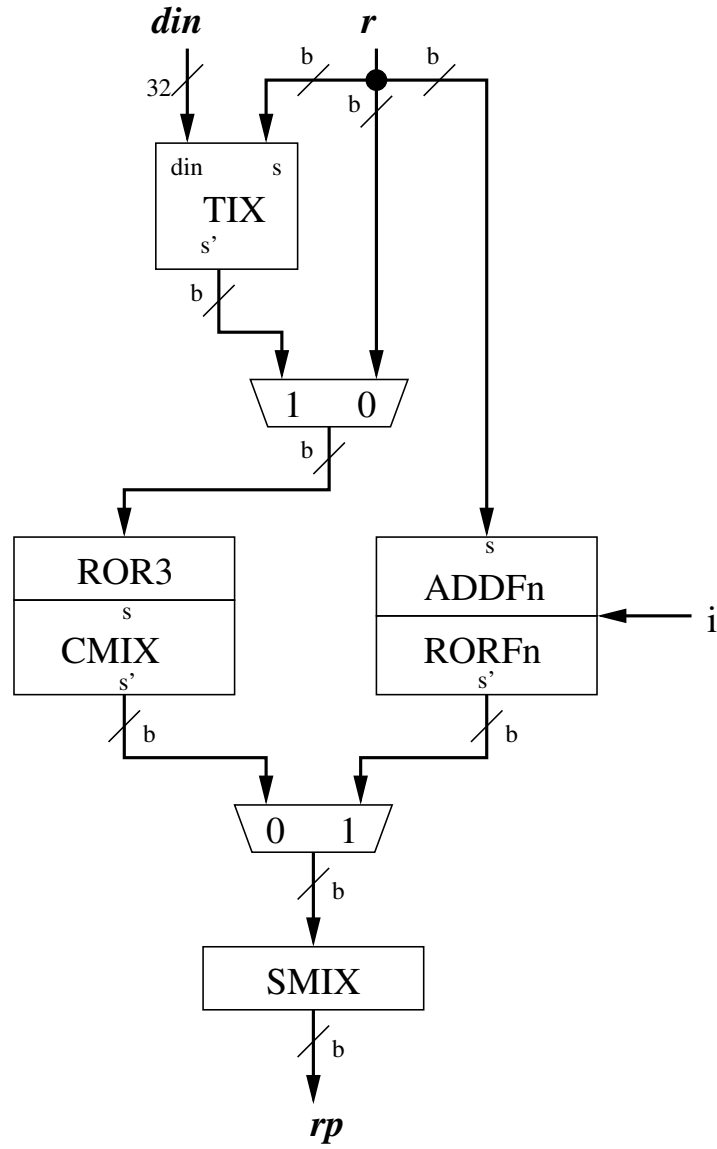 din r
b b
32 b
din s
TIX
s’
b
1 0
b
s
ROR3
ADDFn
s
i
CMIX RORFn
s’ s’
b b
0 1
b
SMIX
b
rp